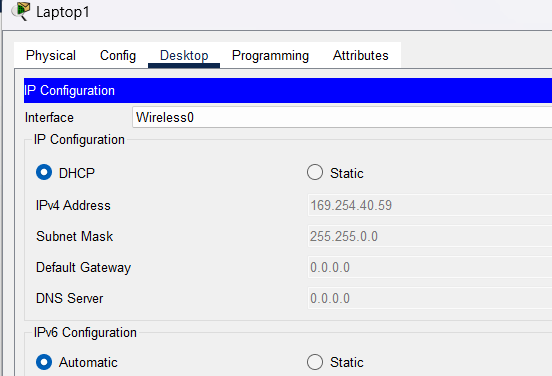 Laptop1
Physical Config Desktop Programming Attributes
IP Configuration
Interface Wireless0
IP Configuration
DHCP Static
IPv4 Address 169.254.40.59
Subnet Mask 255.255.0.0
Default Gateway 0.0.0.0
DNS Server 0.0.0.0
IPv6 Configuration
Automatic Static